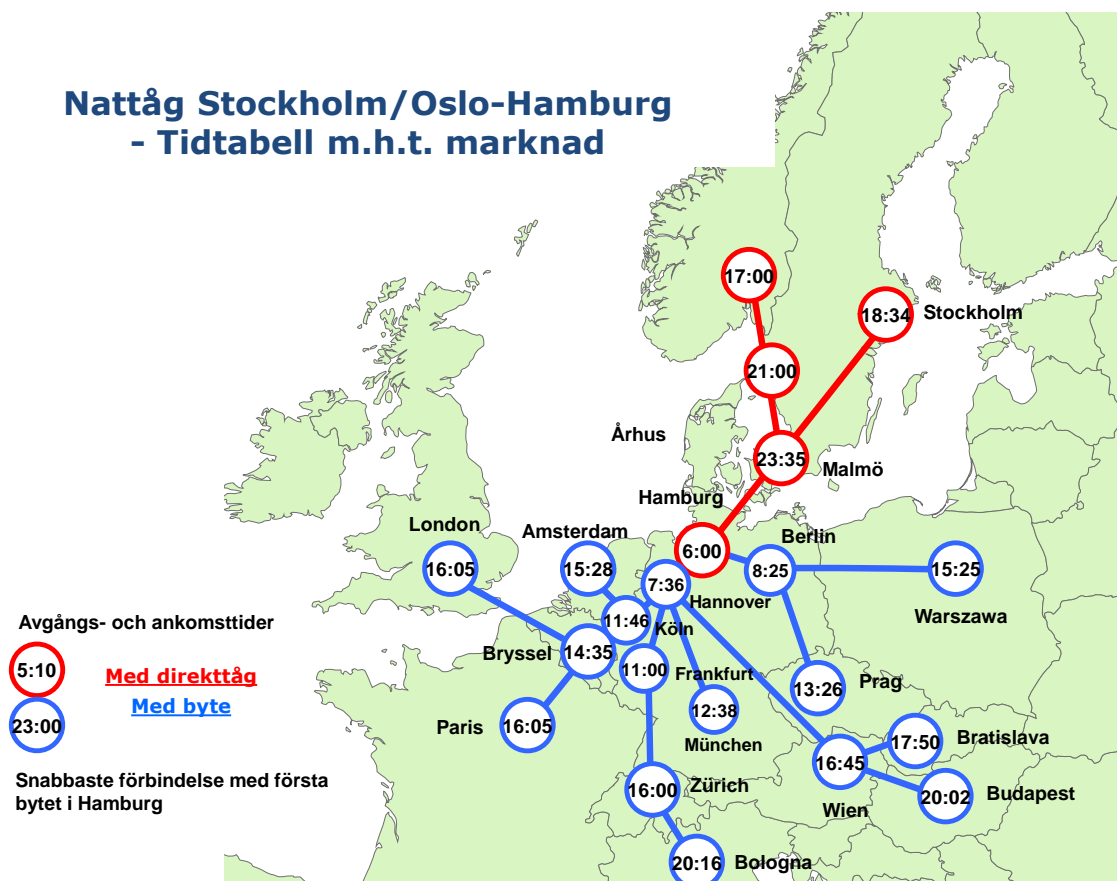 Nattåg Stockholm/Oslo-Hamburg
- Tidtabell m.h.t. marknad
17:00
18:34
Stockholm
21:00
Århus
23:35
Malmö
Hamburg
London
Amsterdam
6:00
Berlin
16:05
15:28
7:36
8:25
15:25
Hannover
Warszawa
Avgångs- och ankomsttider
11:46
Köln
5:10
Med direkttåg
Bryssel
14:35
11:00
Frankfurt
Prag
13:26
Med byte
23:00
Paris
16:05
12:38
München
17:50
Bratislava
16:45
Snabbaste förbindelse med första
bytet i Hamburg
16:00
Zürich
Wien
20:02
Budapest
20:16
Bologna